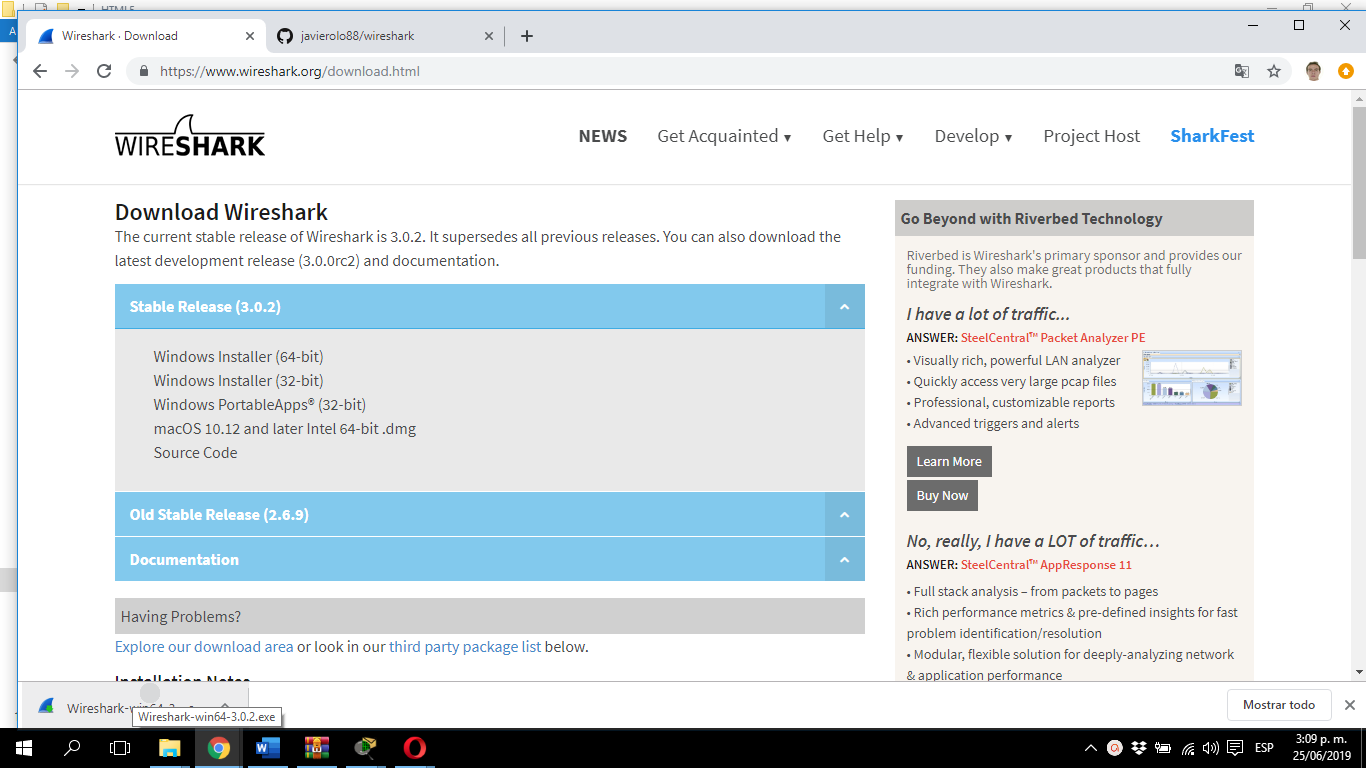 HTML5
Wireshark · Download
javierolo88/wireshark
https://www.wireshark.org/download.html
WIRESHARK
NEWS
Get Acquainted ▼
Get Help ▼
Develop ▼
Project Host
SharkFest
Download Wireshark
The current stable release of Wireshark is 3.0.2. It supersedes all previous releases. You can also download the
latest development release (3.0.0rc2) and documentation.
Stable Release (3.0.2)
Windows Installer (64-bit)
Windows Installer (32-bit)
Windows PortableApps® (32-bit)
macOS 10.12 and later Intel 64-bit .dmg
Source Code
Old Stable Release (2.6.9)
Documentation
Having Problems?
Explore our download area or look in our third party package list below.
Installation Notes
Go Beyond with Riverbed Technology
Riverbed is Wireshark's primary sponsor and provides our
funding. They also make great products that fully
integrate with Wireshark.
I have a lot of traffic...
ANSWER: SteelCentral™ Packet Analyzer PE
• Visually rich, powerful LAN analyzer
• Quickly access very large pcap files
• Professional, customizable reports
• Advanced triggers and alerts
Learn More
Buy Now
No, really, I have a LOT of traffic…
ANSWER: SteelCentral™ AppResponse 11
• Full stack analysis – from packets to pages
• Rich performance metrics & pre-defined insights for fast
problem identification/resolution
• Modular, flexible solution for deeply-analyzing network
& application performance
Wireshark-win64-3
Wireshark-win64-3.0.2.exe
Mostrar todo
ESP
3:09 p. m.
25/06/2019